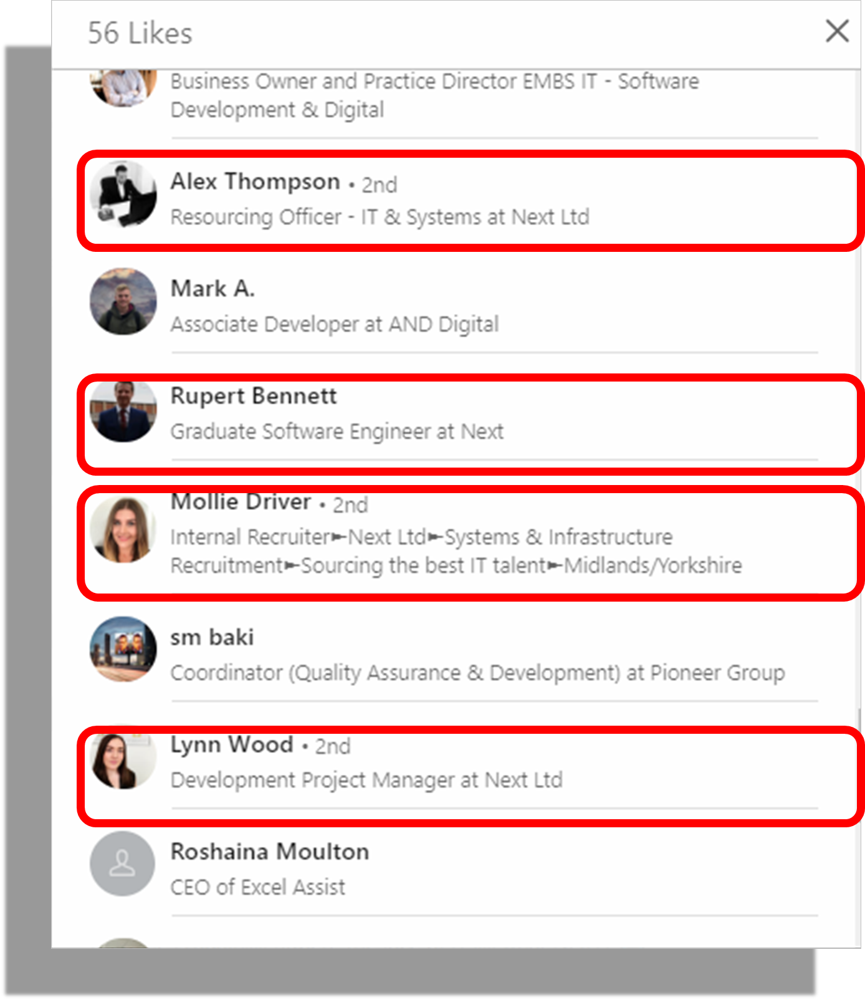 56 Likes
Business Owner and Practice Director EMBS IT - Software
Development & Digital
Alex Thompson • 2nd
Resourcing Officer - IT & Systems at Next Ltd
Mark A.
Associate Developer at AND Digital
Rupert Bennett
Graduate Software Engineer at Next
Mollie Driver • 2nd
Internal Recruiter►Next Ltd►Systems & Infrastructure
Recruitment►Sourcing the best IT talent►Midlands/Yorkshire
sm baki
Coordinator (Quality Assurance & Development) at Pioneer Group
Lynn Wood • 2nd
Development Project Manager at Next Ltd
Roshaina Moulton
CEO of Excel Assist